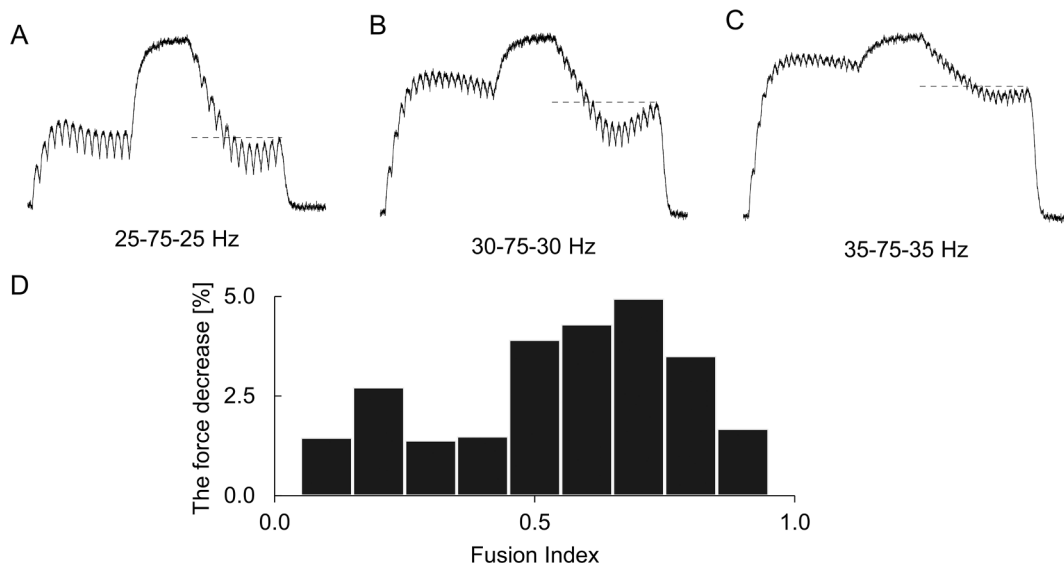 A
B
C
25-75-25 Hz
30-75-30 Hz
35-75-35 Hz
D
The force decrease [%]
5.0
2.5
0.0
0.0
0.5
1.0
Fusion Index